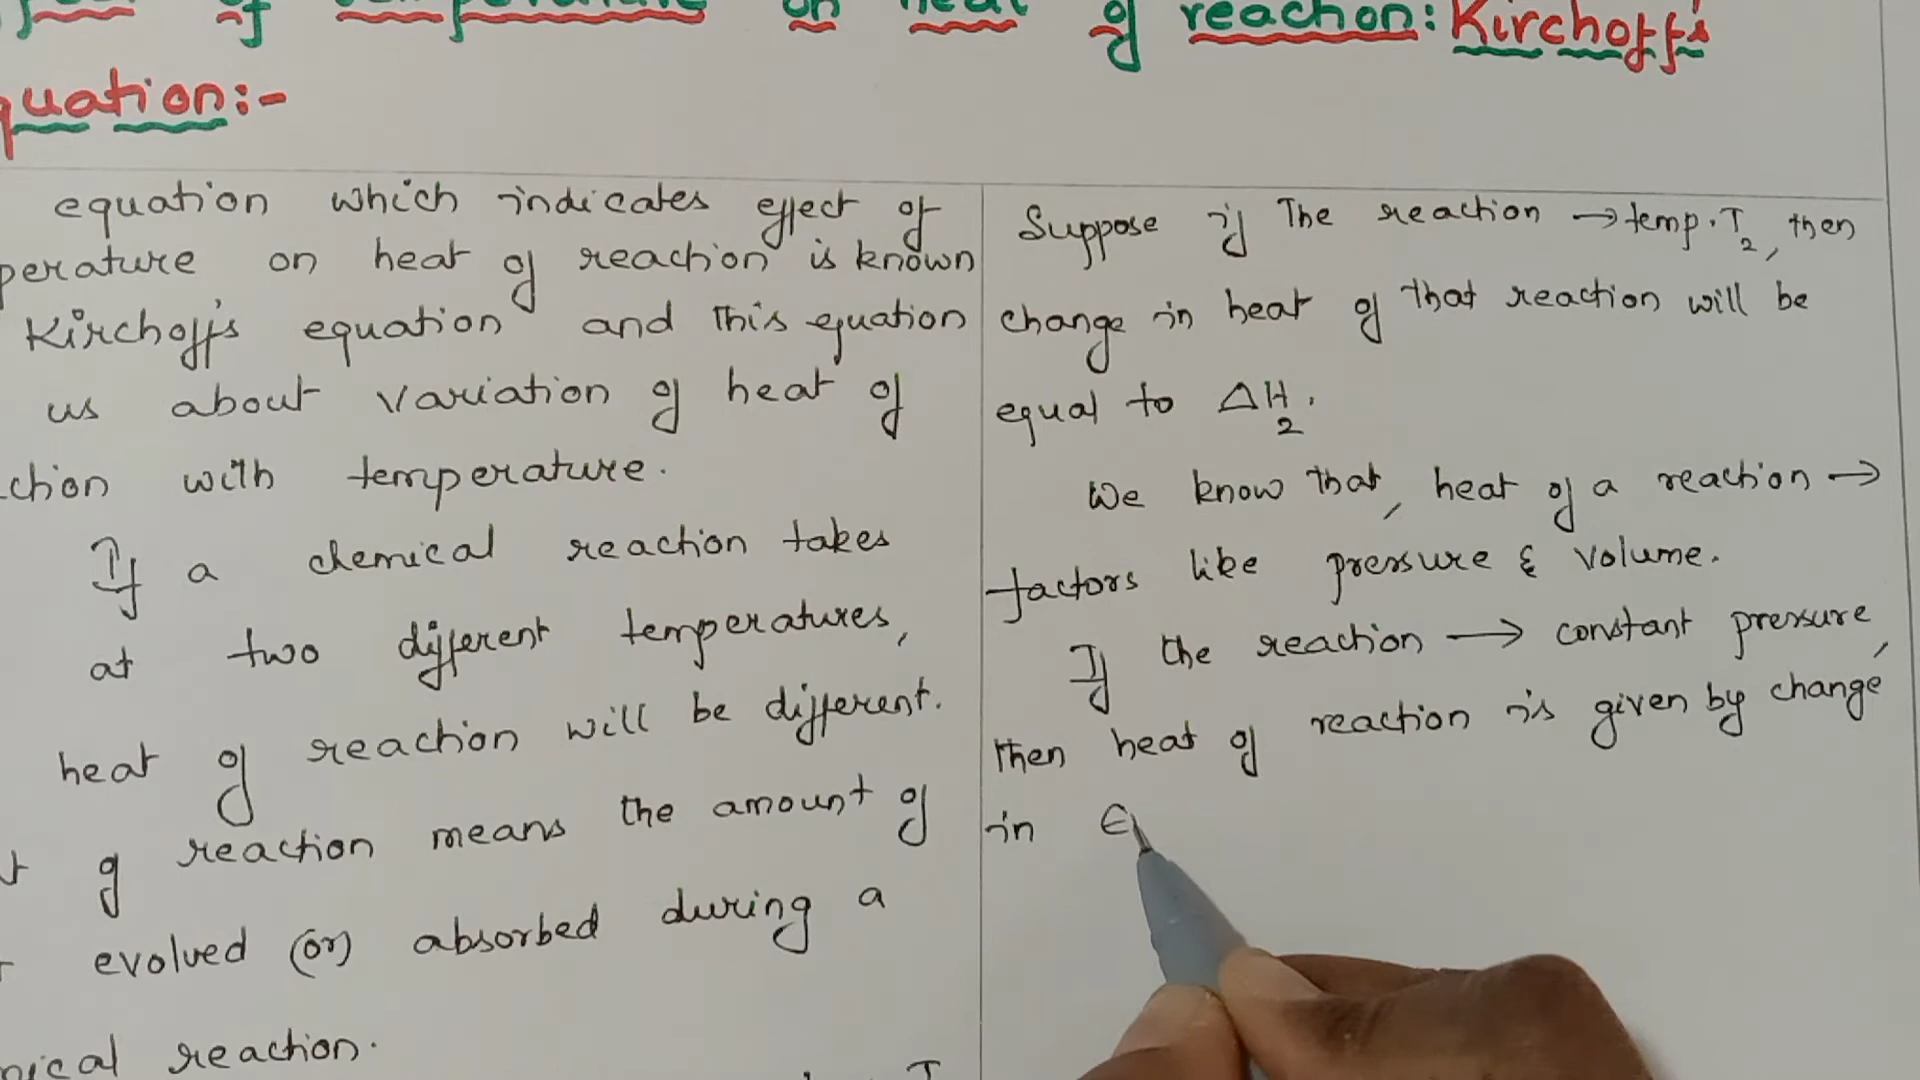 of temperature on heat of reaction: Kirchoff's
quation:-
equation which indicates effect of
perature on heat of reaction is known
Kirchoff's equation and this equation
us about variation of heat of
ction with temperature.
If a chemical reaction takes
at two different temperatures,
heat of reaction will be different.
t of reaction means the amount of
evolved (or) absorbed during a
mical reaction.
T
Suppose if The reaction → temp. T2, then
change in heat of that reaction will be
equal to ΔH2.
We know that, heat of a reaction →
factors like pressure & volume.
If the reaction → constant pressure,
then heat of reaction is given by change
in